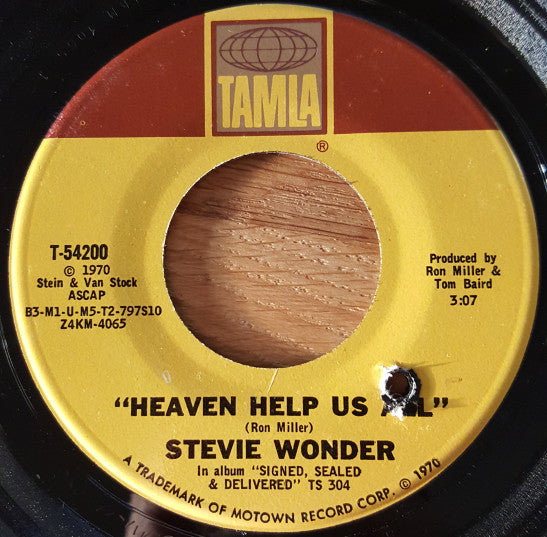 TAMLA
®
T-54200
© 1970
Stein & Van Stock
ASCAP
B3-M1-U-M5-T2-797S10
Z4KM-4065
Produced by
Ron Miller &
Tom Baird
3:07
"HEAVEN HELP US ALL"
(Ron Miller)
STEVIE WONDER
In album "SIGNED, SEALED
& DELIVERED" TS 304
A TRADEMARK OF MOTOWN RECORD CORP. © 1970